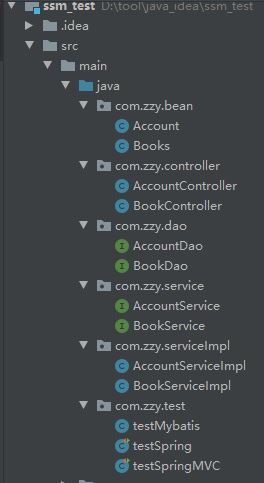 ssm_test D:\tool\java_idea\ssm_test
.idea
src
main
java
com.zzy.bean
Account
Books
com.zzy.controller
AccountController
BookController
com.zzy.dao
AccountDao
BookDao
com.zzy.service
AccountService
BookService
com.zzy.serviceImpl
AccountServiceImpl
BookServiceImpl
com.zzy.test
testMybatis
testSpring
testSpringMVC